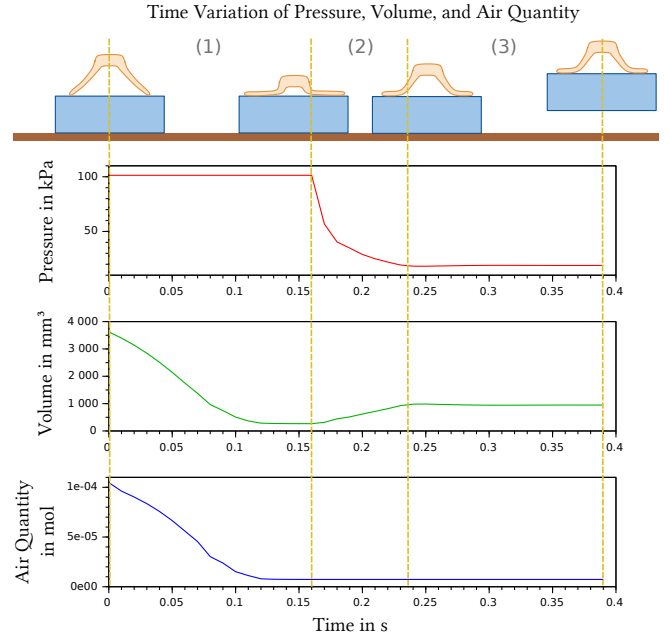 Time Variation of Pressure, Volume, and Air Quantity
(1) (2) (3)
Pressure in kPa
100
50
0 0.05 0.1 0.15 0.2 0.25 0.3 0.35 0.4
Volume in mm³
4 000
3 000
2 000
1 000
0
0 0.05 0.1 0.15 0.2 0.25 0.3 0.35 0.4
Air Quantity
in mol
1e-04
5e-05
0e00
0 0.05 0.1 0.15 0.2 0.25 0.3 0.35 0.4
Time in s